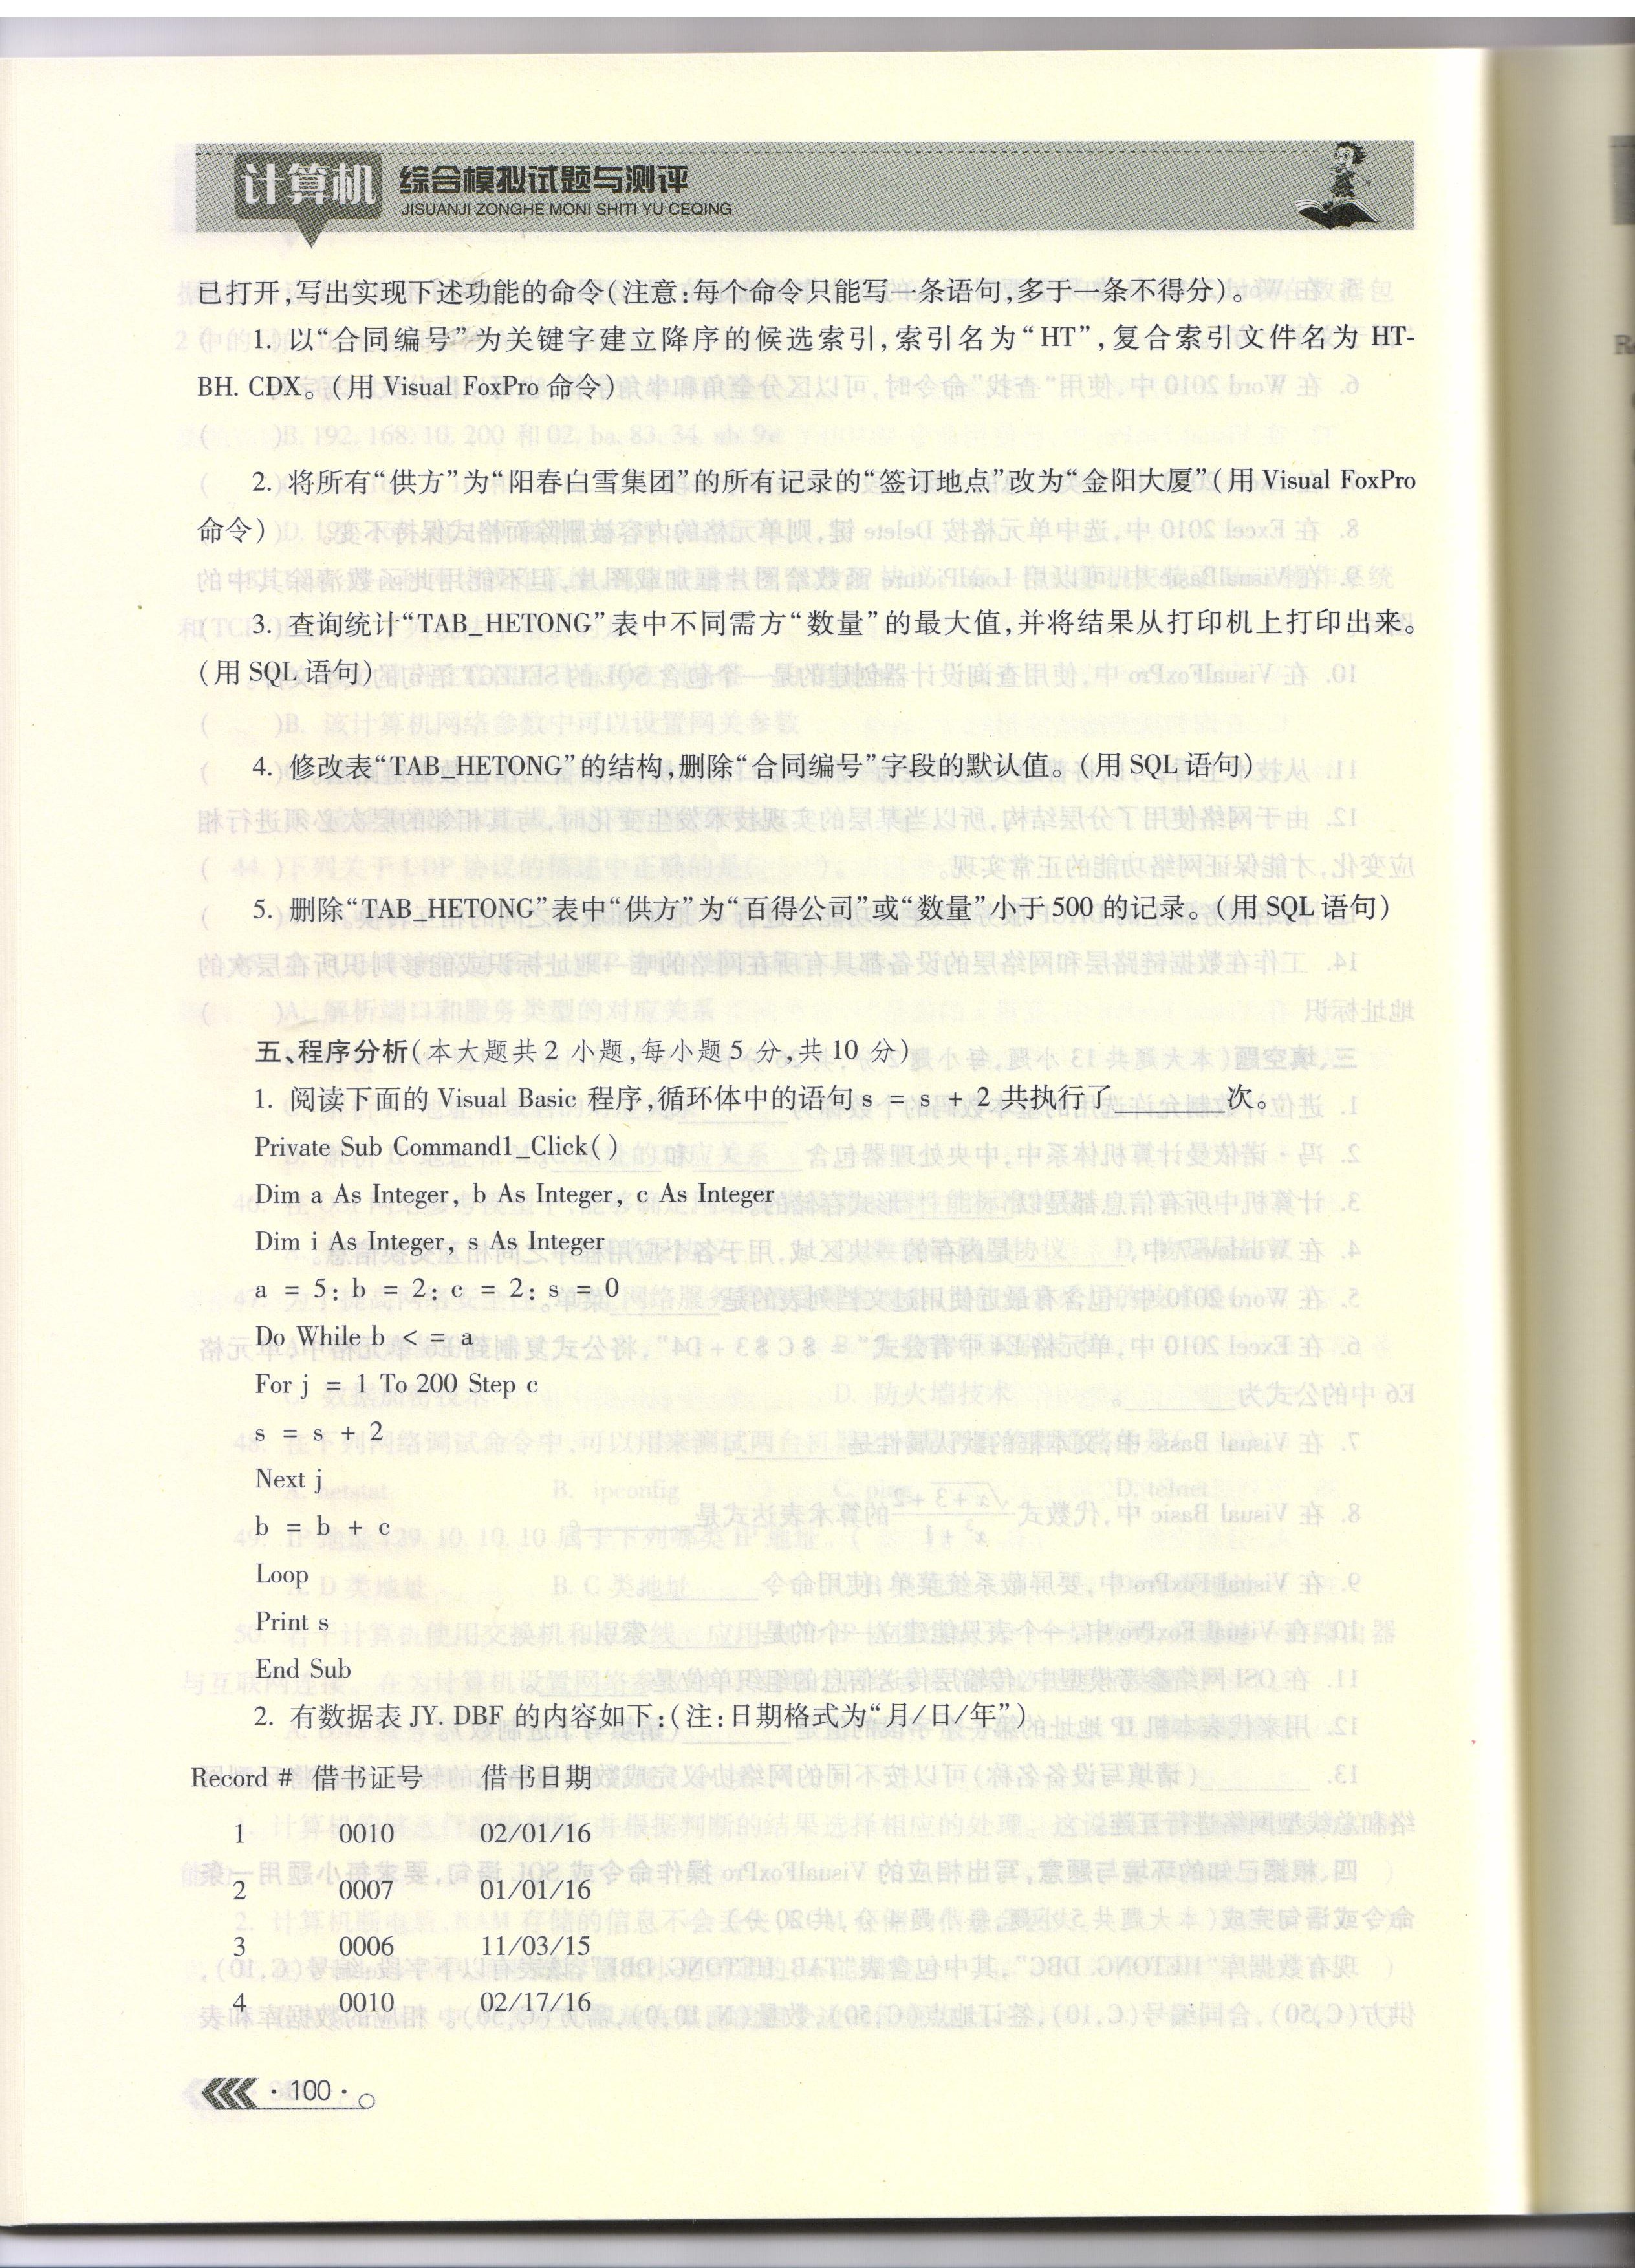 计算机 综合模拟试题与测评
JISUANJI ZONGHE MONI SHITI YU CEQING
已打开,写出实现下述功能的命令(注意:每个命令只能写一条语句,多于一条不得分)。
1. 以“合同编号”为关键字建立降序的候选索引,索引名为“HT”,复合索引文件名为 HT-
BH. CDX。(用 Visual FoxPro 命令)
2. 将所有“供方”为“阳春白雪集团”的所有记录的“签订地点”改为“金阳大厦”(用 Visual FoxPro
命令)
3. 查询统计“TAB_HETONG”表中不同需方“数量”的最大值,并将结果从打印机上打印出来。
(用 SQL 语句)
4. 修改表“TAB_HETONG”的结构,删除“合同编号”字段的默认值。(用 SQL 语句)
5. 删除“TAB_HETONG”表中“供方”为“百得公司”或“数量”小于 500 的记录。(用 SQL 语句)
五、程序分析(本大题共 2 小题,每小题 5 分,共 10 分)
1. 阅读下面的 Visual Basic 程序,循环体中的语句 s = s + 2 共执行了________次。
Private Sub Command1_Click( )
Dim a As Integer, b As Integer, c As Integer
Dim i As Integer, s As Integer
a = 5: b = 2: c = 2: s = 0
Do While b < = a
For j = 1 To 200 Step c
s = s + 2
Next j
b = b + c
Loop
Print s
End Sub
2. 有数据表 JY. DBF 的内容如下:(注:日期格式为“月/日/年”)
Record # 借书证号 借书日期
1 0010 02/01/16
2 0007 01/01/16
3 0006 11/03/15
4 0010 02/17/16
· 100 ·